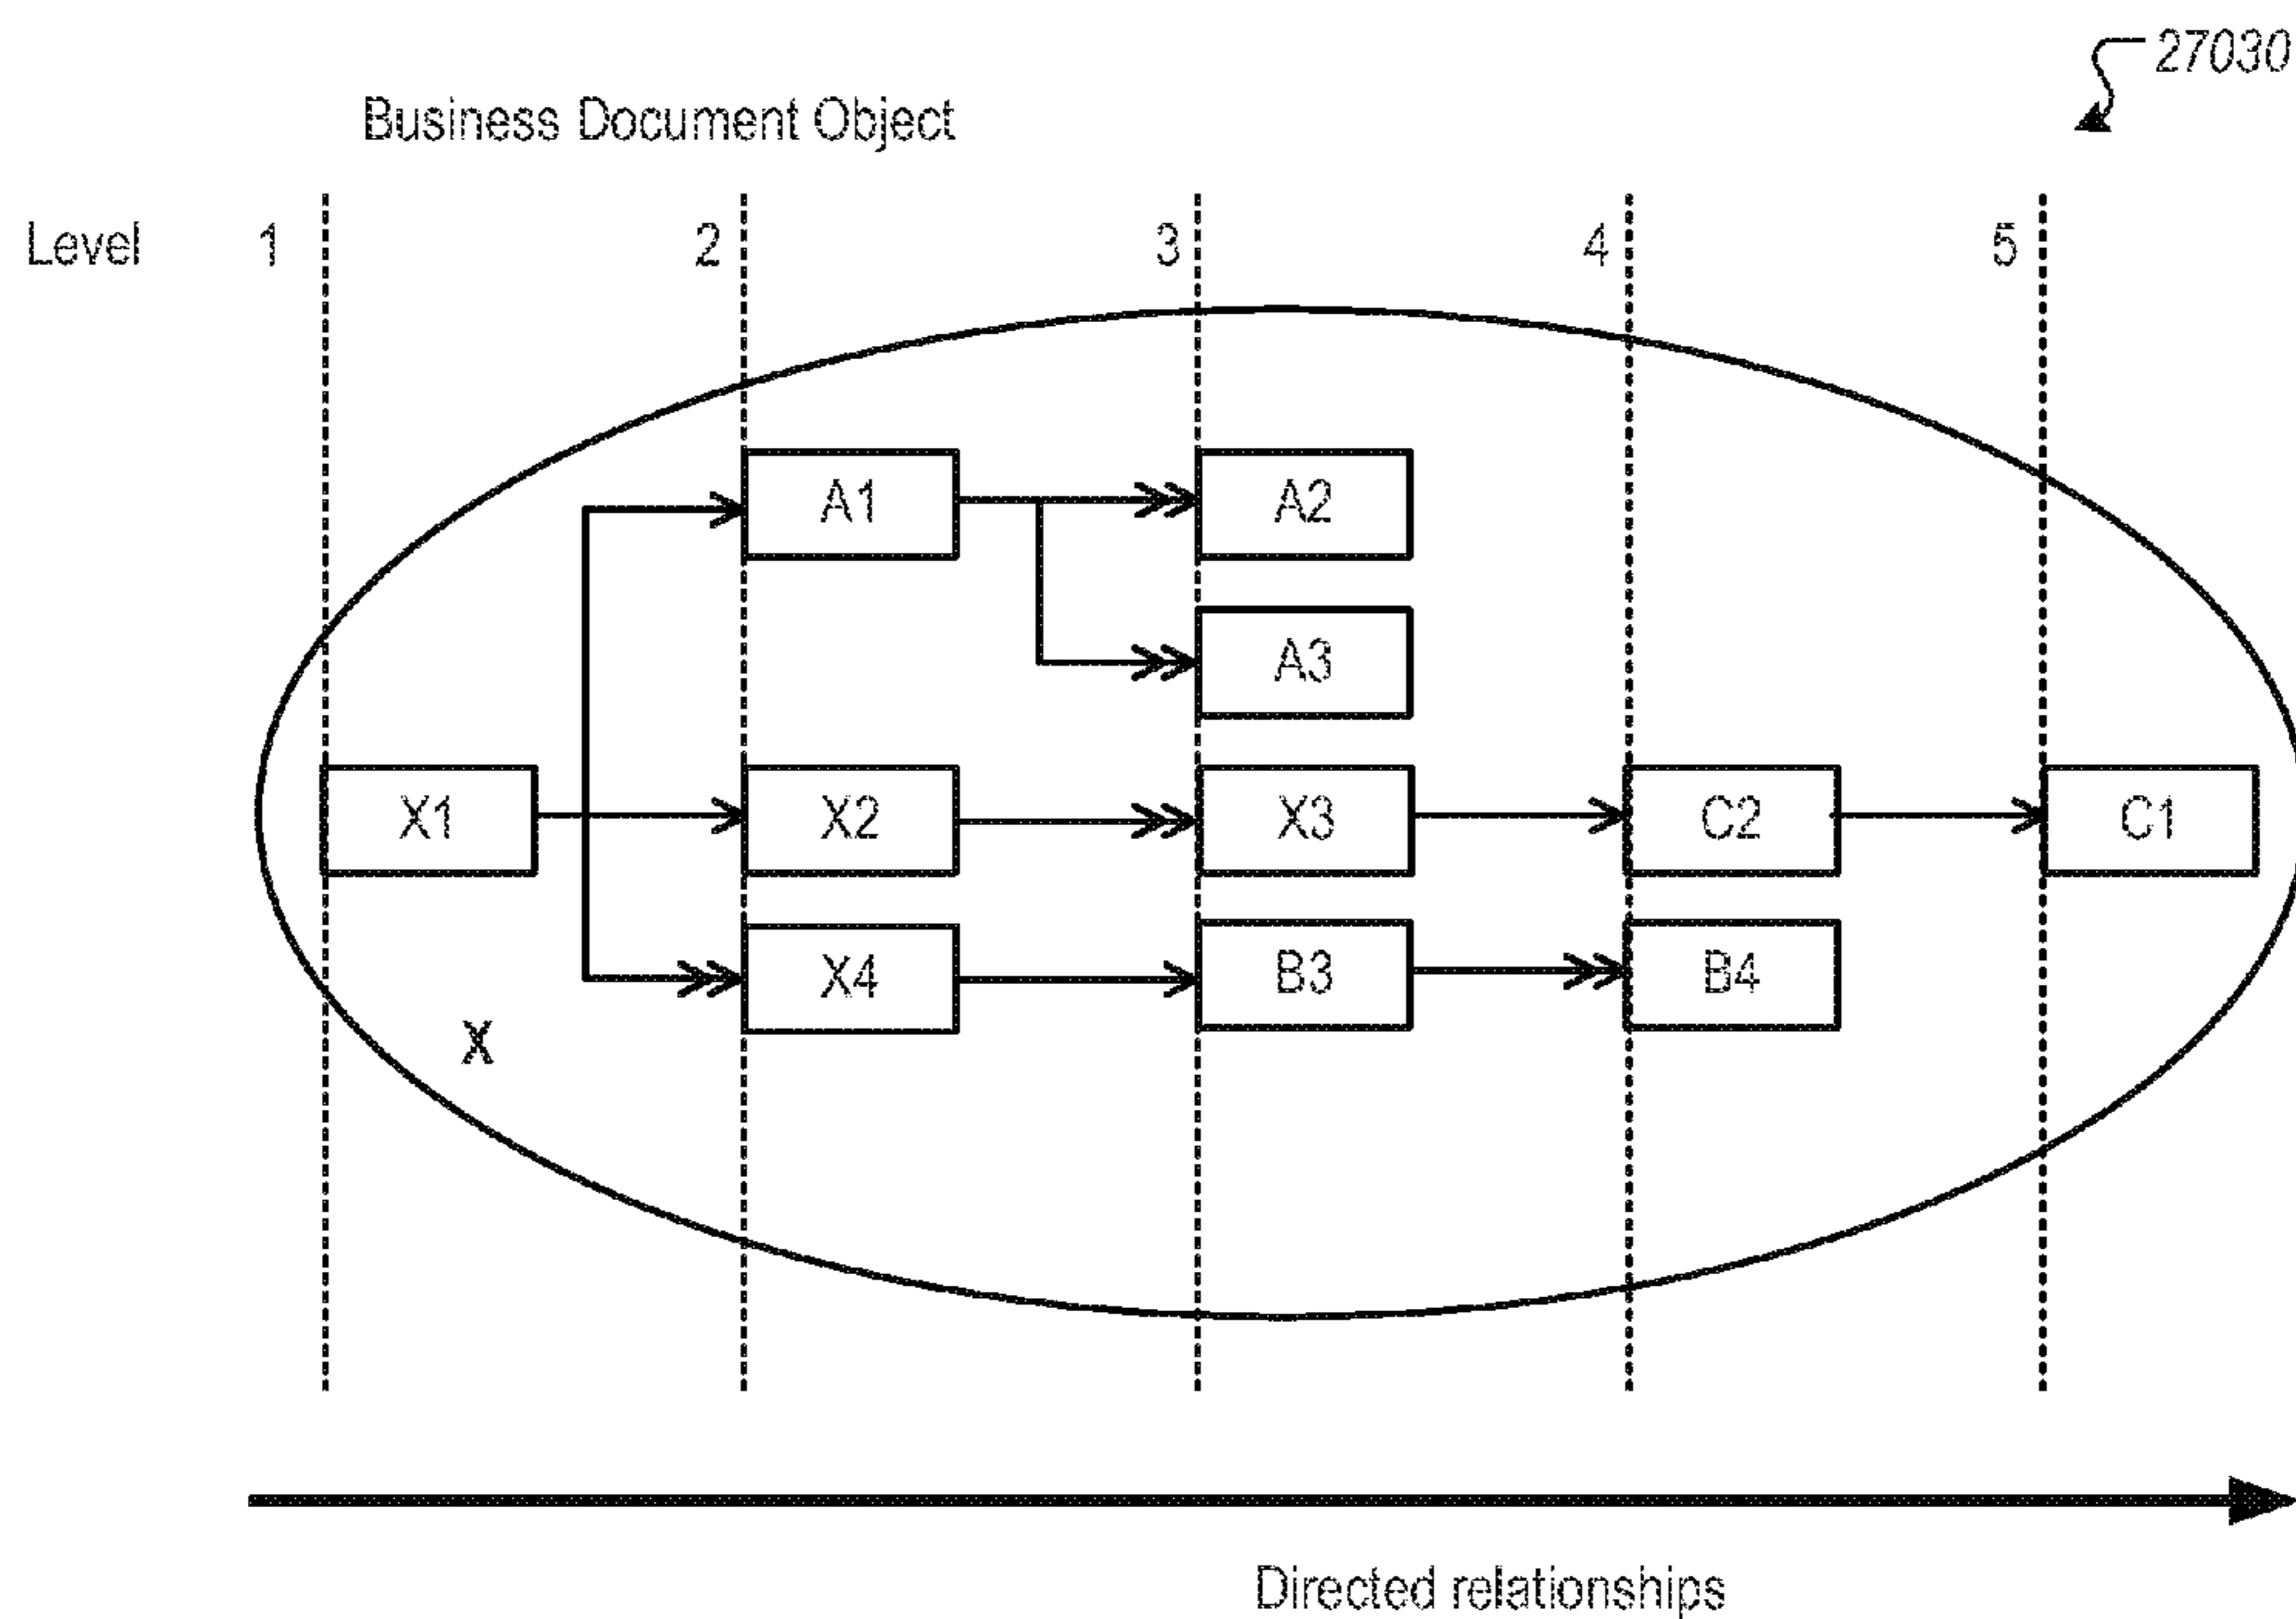 27030
Business Document Object
Level 1 2 3 4 5
A1 A2
A3
X1 X2 X3 C2 C1
X4 B3 B4
X
Directed relationships